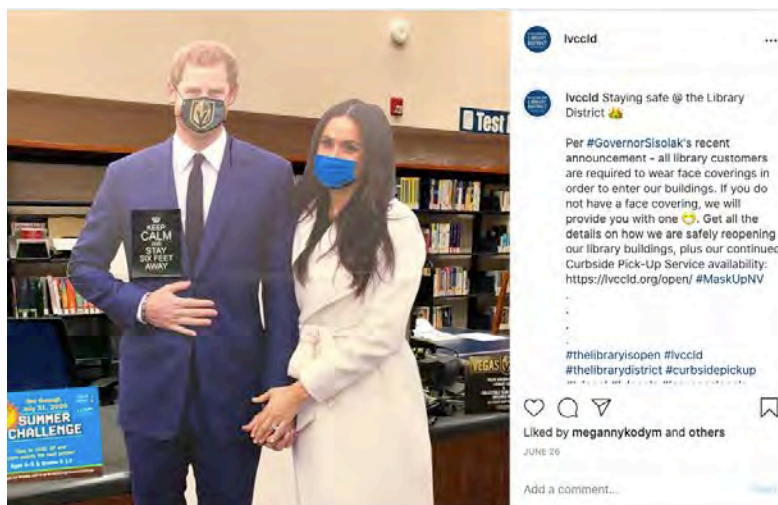 lvccld
...
lvccld Staying safe @ the Library
District
Per #GovernorSisolak's recent
announcement - all library customers
are required to wear face coverings in
order to enter our buildings. If you do
not have a face covering, we will
provide you with one 😷. Get all the
details on how we are safely reopening
our library buildings, plus our continued
Curbside Pick-Up Service availability:
https://lvccld.org/open/ #MaskUpNV
.
.
.
.
#thelibraryisopen #lvccld
#thelibrarydistrict #curbsidepickup
Liked by megannykodym and others
JUNE 26
Add a comment...
Test
KEEP
CALM
AND
STAY
SIX FEET
AWAY
VEGAS
July 31, 2020
SUMMER
CHALLENGE